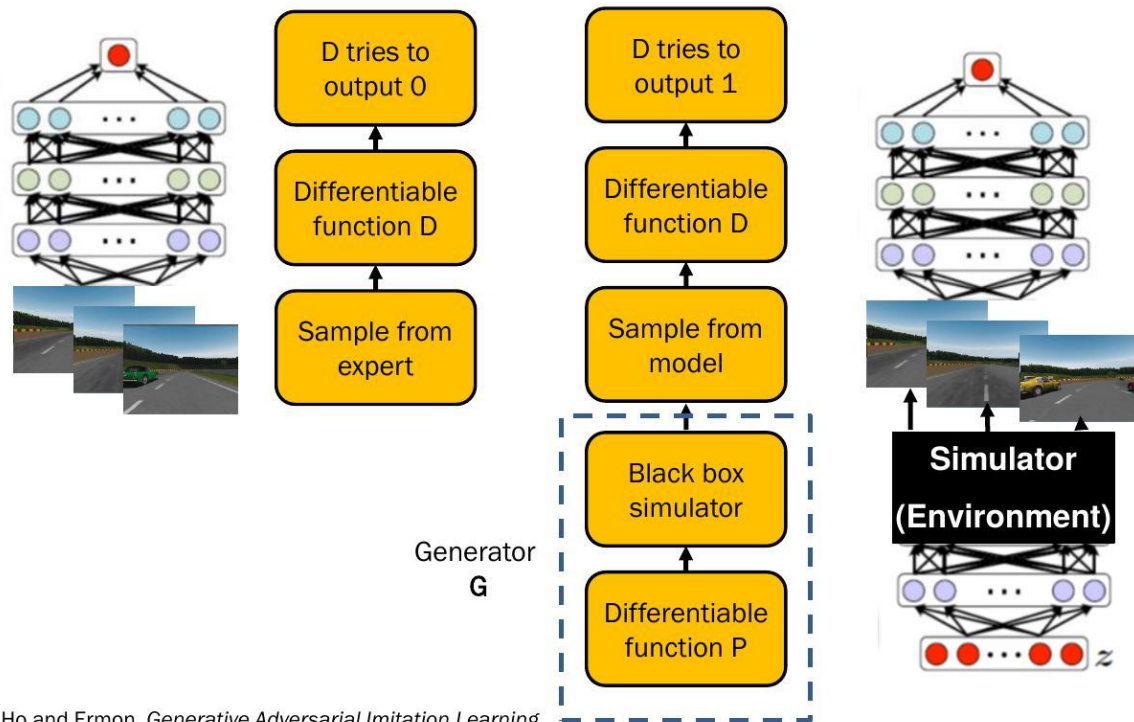 D tries to
output 0
Differentiable
function D
Sample from
expert
D tries to
output 1
Differentiable
function D
Sample from
model
Black box
simulator
Differentiable
function P
Generator
G
Simulator
(Environment)
z
Ho and Ermon, Generative Adversarial Imitation Learning